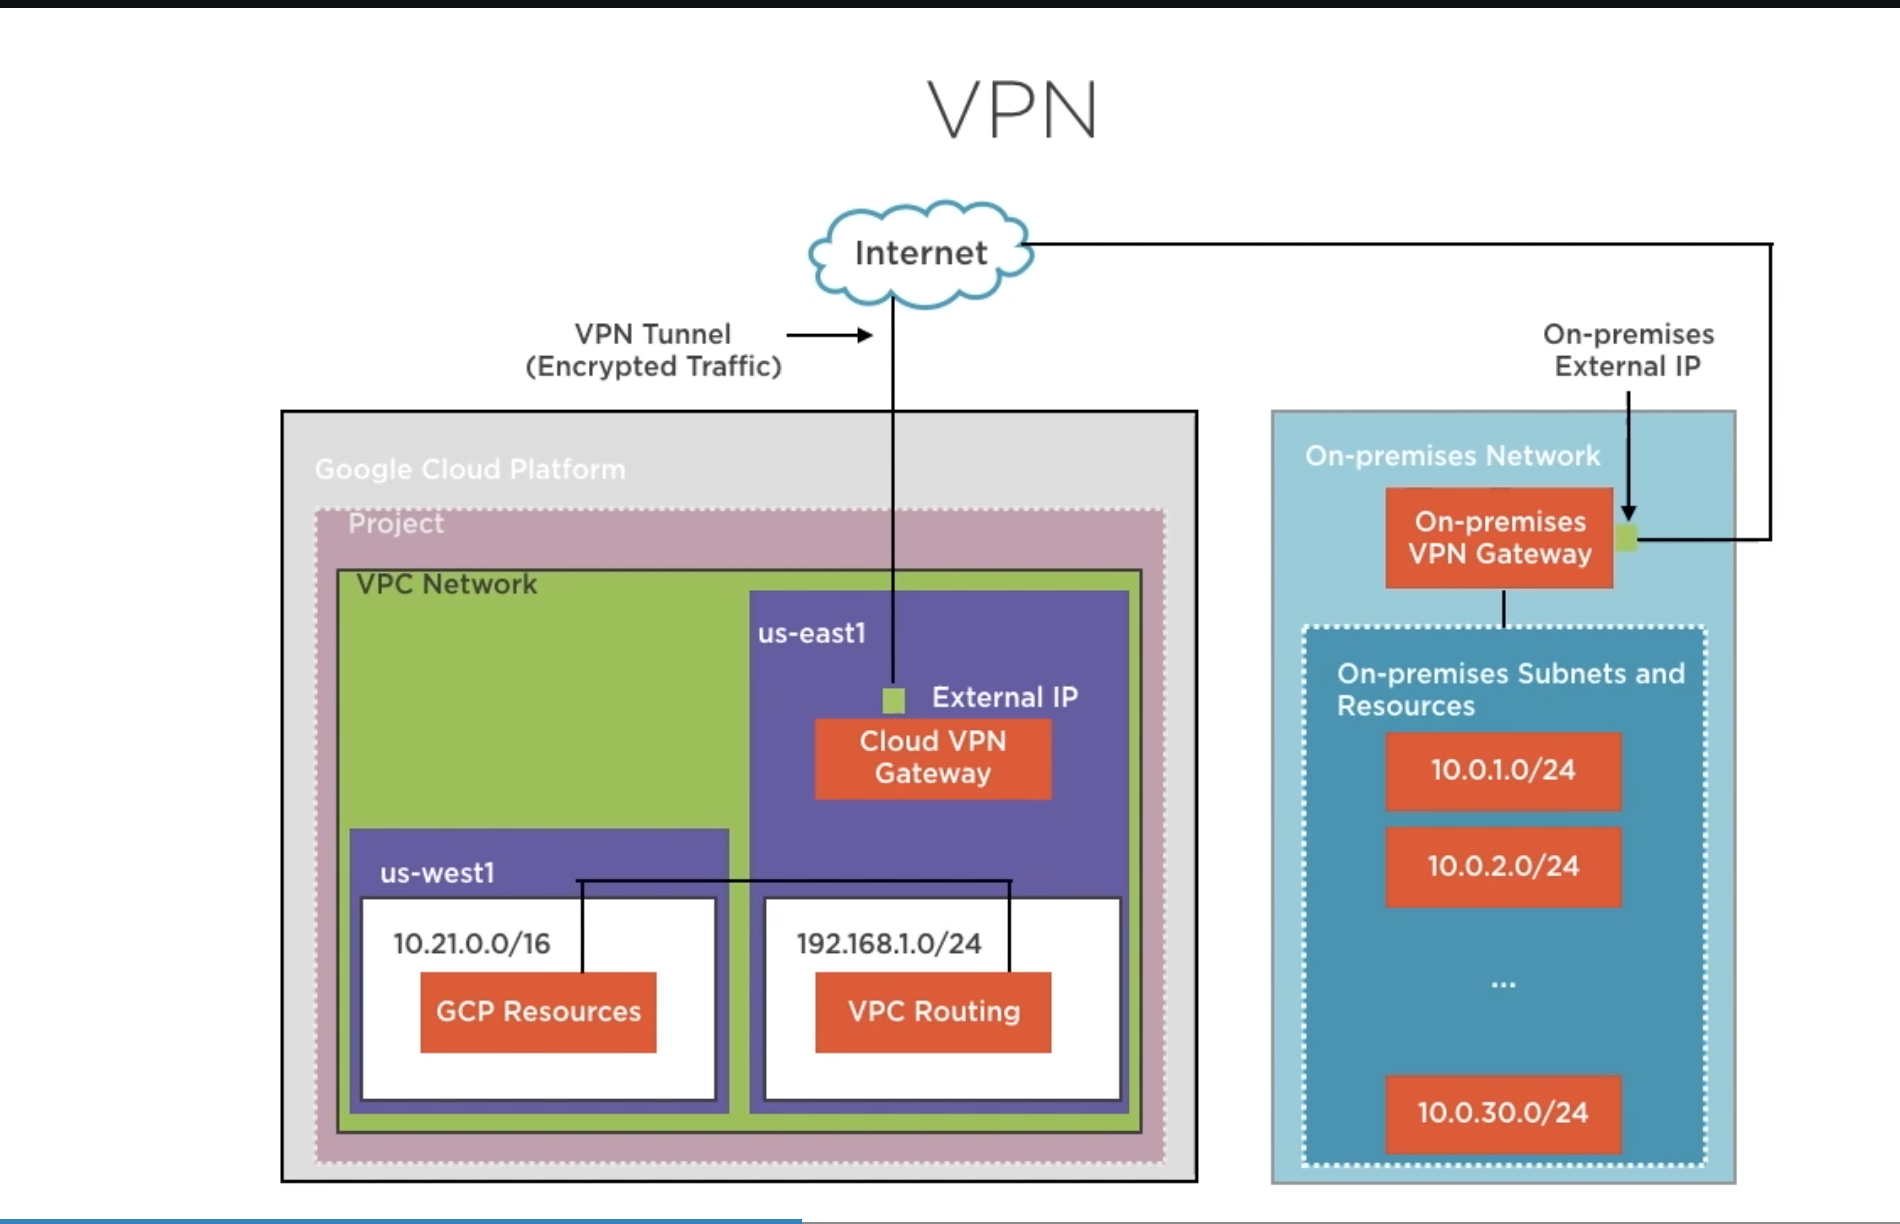 VPN
Internet
VPN Tunnel
(Encrypted Traffic)
On-premises
External IP
Google Cloud Platform
Project
VPC Network
us-east1
External IP
Cloud VPN
Gateway
us-west1
10.21.0.0/16
GCP Resources
192.168.1.0/24
VPC Routing
On-premises Network
On-premises
VPN Gateway
On-premises Subnets and
Resources
10.0.1.0/24
10.0.2.0/24
...
10.0.30.0/24